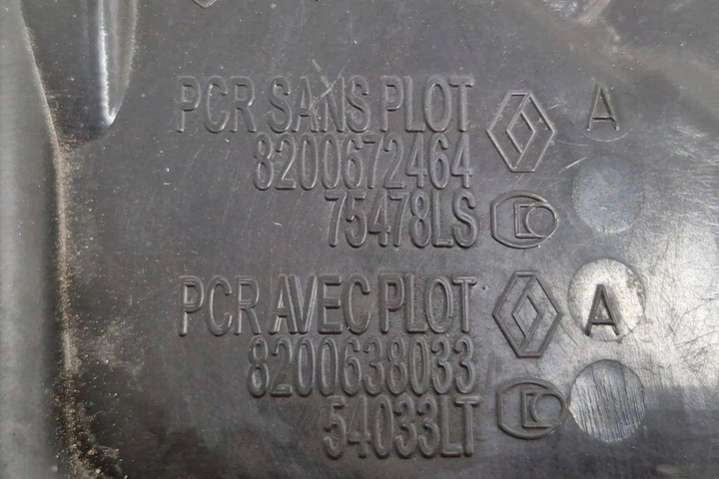 PCR SANS PLOT A
8200672464
75478LS
PCR AVEC PLOT A
8200638033
54033LT